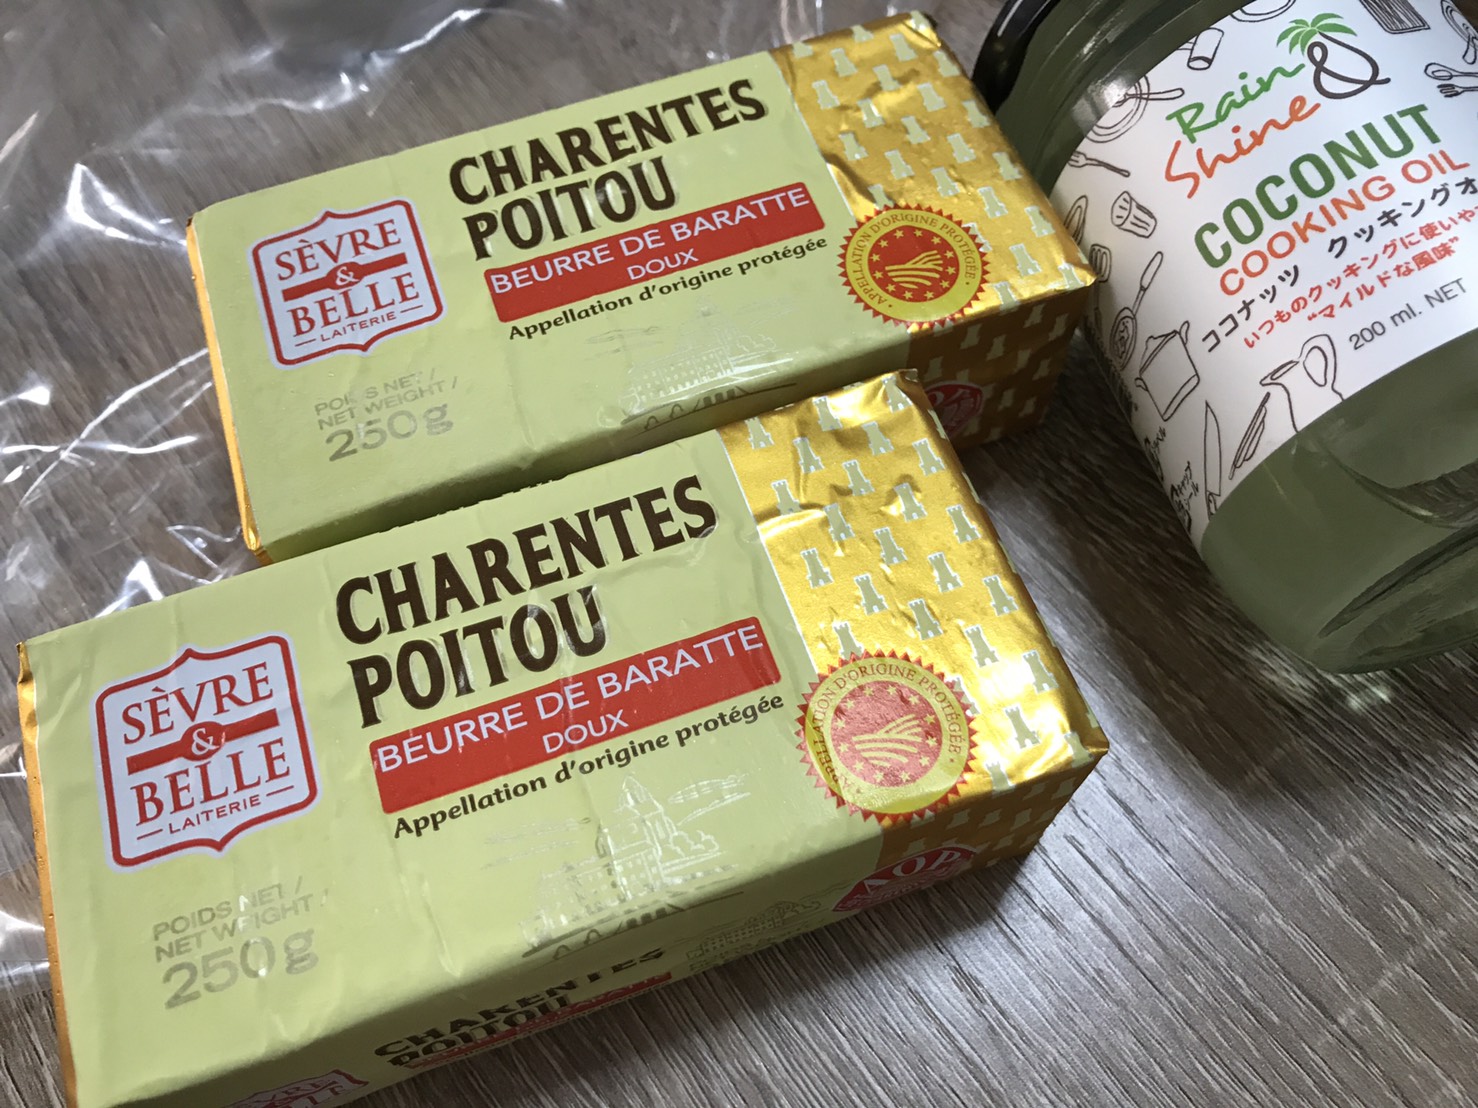 CHARENTES
POITOU
BEURRE DE BARATTE
DOUX
Appellation d'origine protégée
SÈVRE
&
BELLE
LAITERIE
POIDS NET /
NET WEIGHT /
250g
APPELLATION D'ORIGINE PROTÉGÉE
CHARENTES
POITOU
BEURRE DE BARATTE
DOUX
Appellation d'origine protégée
SÈVRE
&
BELLE
LAITERIE
POIDS NET /
NET WEIGHT /
250g
APPELLATION D'ORIGINE PROTÉGÉE
AOP
CHARENTES
POITOU
Rain &
Shine
COCONUT
COOKING OIL
ココナッツ クッキングオ
いつものクッキングに使いや
"マイルドな風味"
200 ml. NET